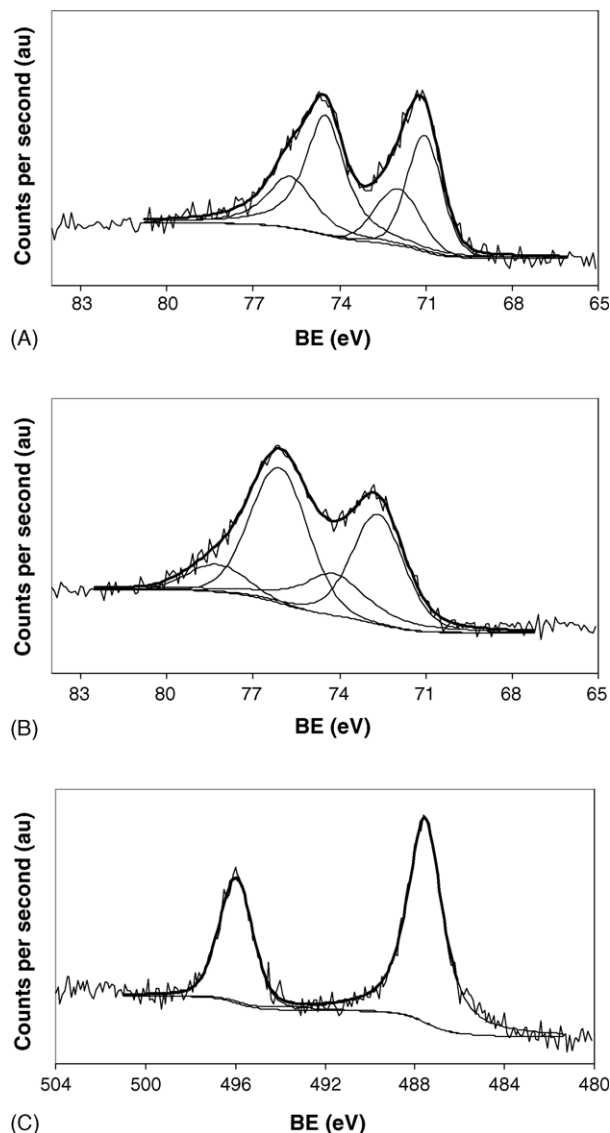 Counts per second (au)
83 80 77 74 71 68 65
(A) BE (eV)
Counts per second (au)
83 80 77 74 71 68 65
(B) BE (eV)
Counts per second (au)
504 500 496 492 488 484 480
(C) BE (eV)